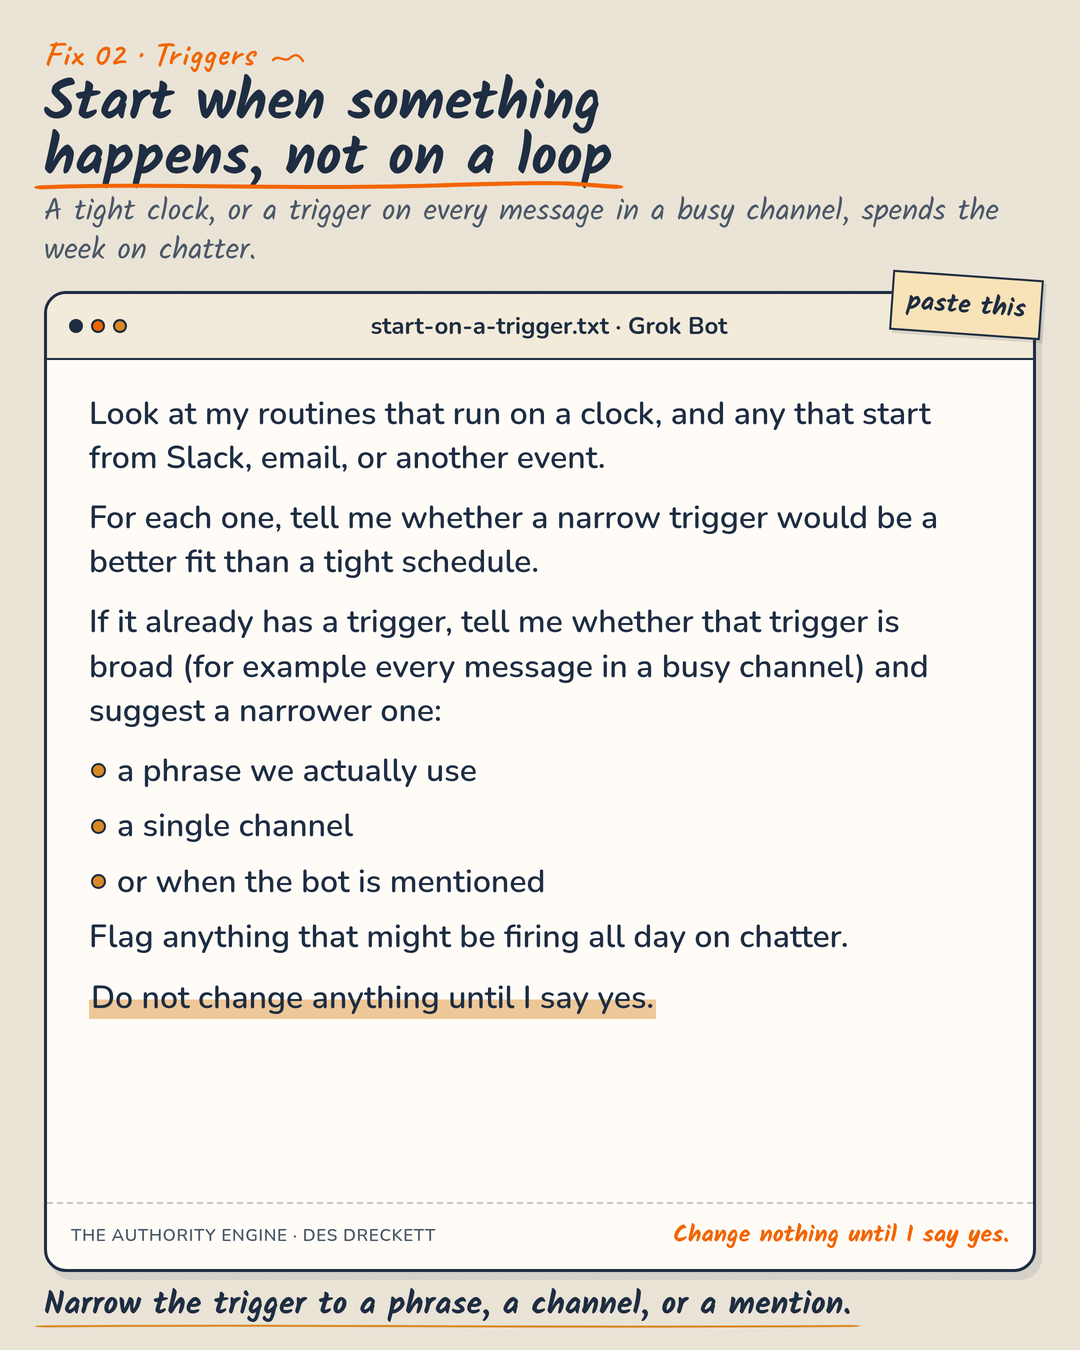 Fix 02 · Triggers
Start when something
happens, not on a loop
A tight clock, or a trigger on every message in a busy channel, spends the
week on chatter.
paste this
start-on-a-trigger.txt · Grok Bot
Look at my routines that run on a clock, and any that start
from Slack, email, or another event.
For each one, tell me whether a narrow trigger would be a
better fit than a tight schedule.
If it already has a trigger, tell me whether that trigger is
broad (for example every message in a busy channel) and
suggest a narrower one:
a phrase we actually use
a single channel
or when the bot is mentioned
Flag anything that might be firing all day on chatter.
Do not change anything until I say yes.
THE AUTHORITY ENGINE · DES DRECKETT
Change nothing until I say yes.
Narrow the trigger to a phrase, a channel, or a mention.